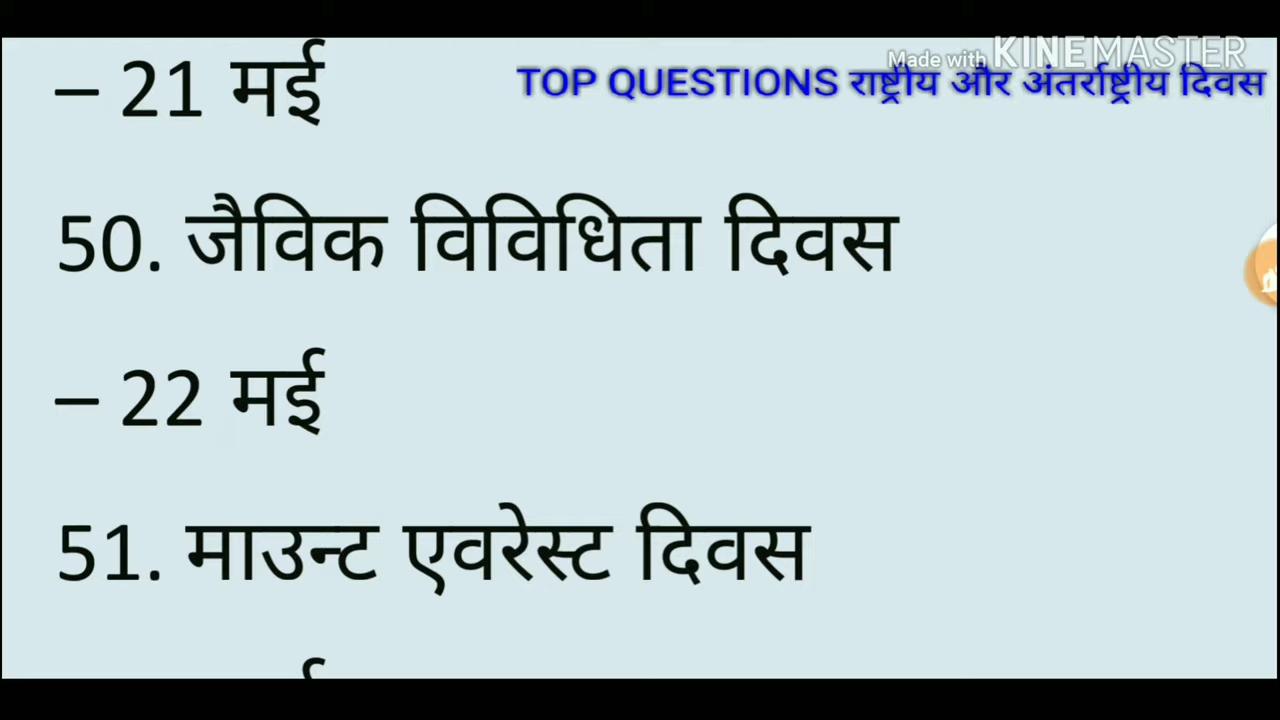 – 21 मई
Made with KINEMASTER
TOP QUESTIONS राष्ट्रीय और अंतर्राष्ट्रीय दिवस
50. जैविक विविधिता दिवस
– 22 मई
51. माउन्ट एवरेस्ट दिवस